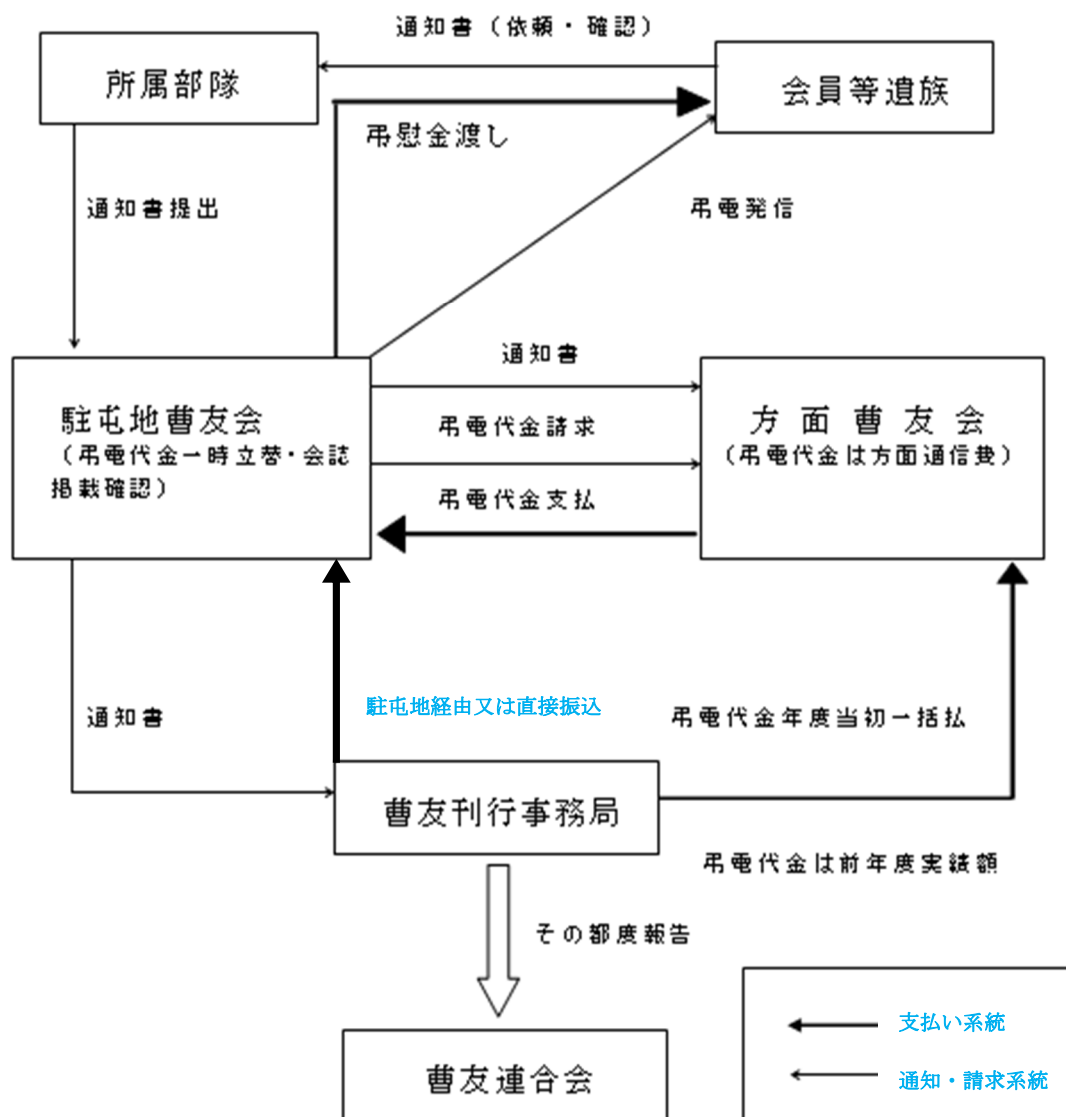 通知書（依頼・確認）
所属部隊
会員等遺族
弔慰金渡し
通知書提出
弔電発信
通知書
駐屯地曹友会
（弔電代金一時立替・会誌
掲載確認）
弔電代金請求
方面曹友会
（弔電代金は方面通信費）
弔電代金支払
通知書
駐屯地経由又は直接振込
弔電代金年度当初一括払
曹友刊行事務局
弔電代金は前年度実績額
その都度報告
支払い系統
曹友連合会
通知・請求系統